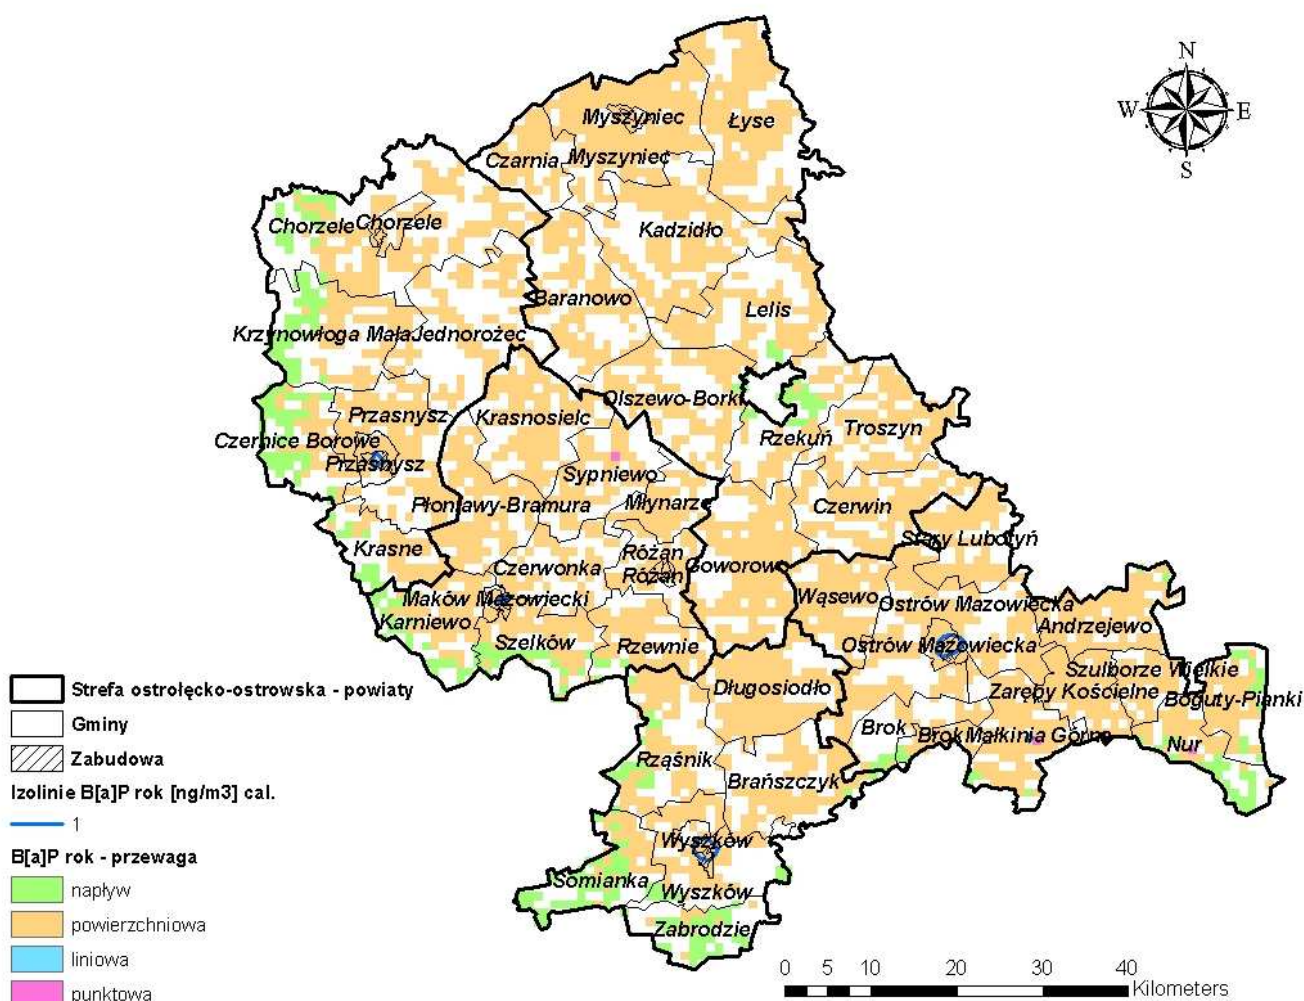 N
W E
S
Myszyniec
Łyse
Czarnia
Myszyniec
Chorzele
Chorzele
Kadzidło
Baranowo
Lelis
Krzynowłoga Mała
Jednorożec
Olszewo-Borki
Przasnysz
Krasnosielc
Troszyn
Rzekuń
Czernice Borowe
Przasnysz
Sypniewo
Młynarze
Płoniawy-Bramura
Czerwin
Stary Lubotyń
Krasne
Różan
Czerwonka
Goworowo
Różan
Wąsewo
Ostrów Mazowiecka
Maków Mazowiecki
Karniewo
Andrzejewo
Szelków
Rzewnie
Ostrów Mazowiecka
Szulborze Wielkie
Długosiodło
Zaręby Kościelne
Boguty-Pianki
Brok
Brok
Małkinia Górna
Nur
Rząśnik
Brańszczyk
Wyszków
Somianka
Wyszków
Zabrodzie
Strefa ostrołęcko-ostrowska - powiaty
Gminy
Zabudowa
Izolinie B[a]P rok [ng/m3] cal.
1
B[a]P rok - przewaga
napływ
powierzchniowa
liniowa
punktowa
0 5 10 20 30 40
Kilometers